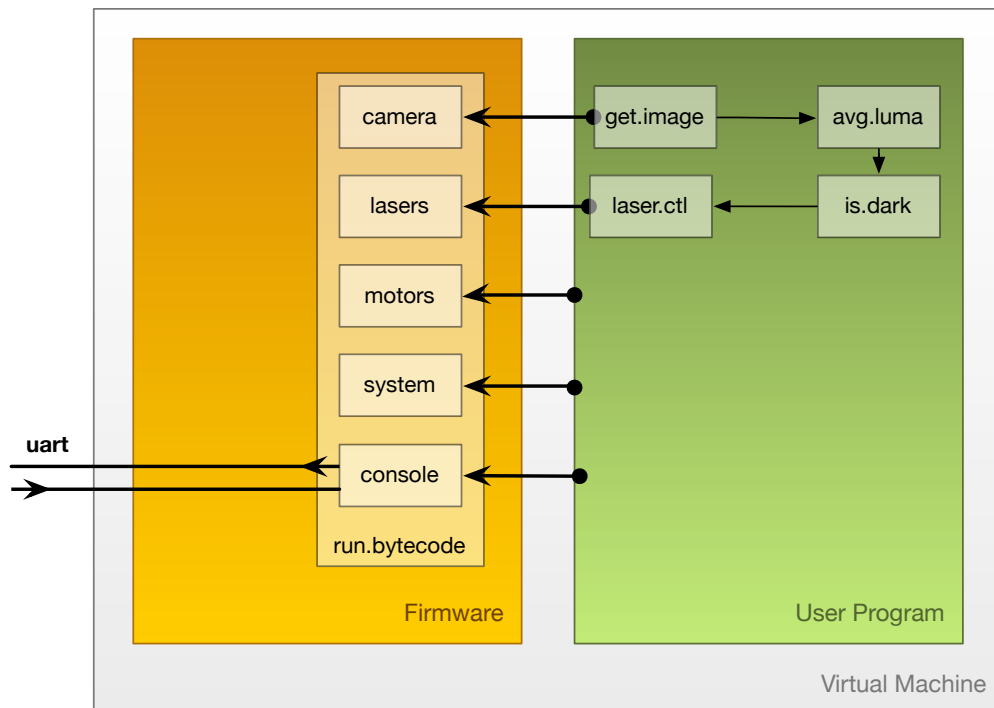 camera
get.image
avg.luma
lasers
laser.ctl
is.dark
motors
system
uart
console
run.bytecode
Firmware
User Program
Virtual Machine